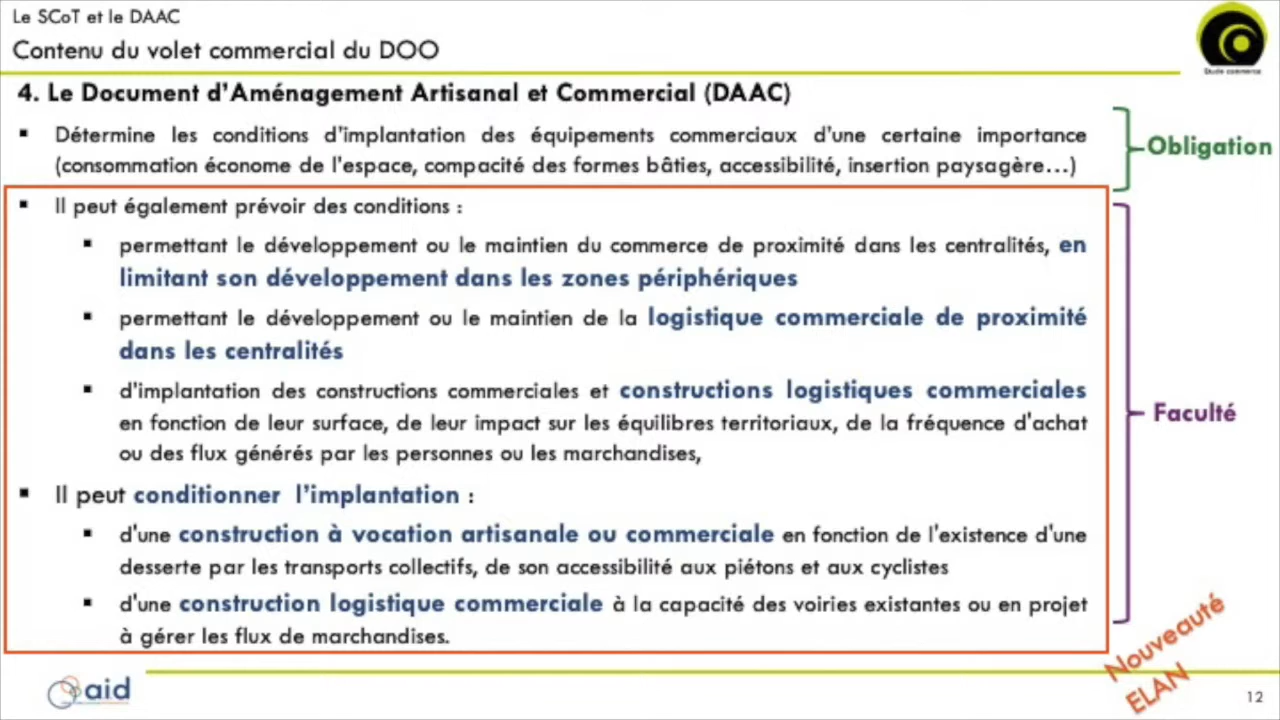 Le SCoT et le DAAC
Contenu du volet commercial du DOO
4. Le Document d'Aménagement Artisanal et Commercial (DAAC)
▪ Détermine les conditions d'implantation des équipements commerciaux d'une certaine importance
(consommation économe de l'espace, compacité des formes bâties, accessibilité, insertion paysagère…)
Obligation
▪ Il peut également prévoir des conditions :
▪ permettant le développement ou le maintien du commerce de proximité dans les centralités, en
limitant son développement dans les zones périphériques
▪ permettant le développement ou le maintien de la logistique commerciale de proximité
dans les centralités
▪ d'implantation des constructions commerciales et constructions logistiques commerciales
en fonction de leur surface, de leur impact sur les équilibres territoriaux, de la fréquence d'achat
ou des flux générés par les personnes ou les marchandises,
Faculté
▪ Il peut conditionner l'implantation :
▪ d'une construction à vocation artisanale ou commerciale en fonction de l'existence d'une
desserte par les transports collectifs, de son accessibilité aux piétons et aux cyclistes
▪ d'une construction logistique commerciale à la capacité des voiries existantes ou en projet
à gérer les flux de marchandises.
Nouveauté
ELAN
aid
12